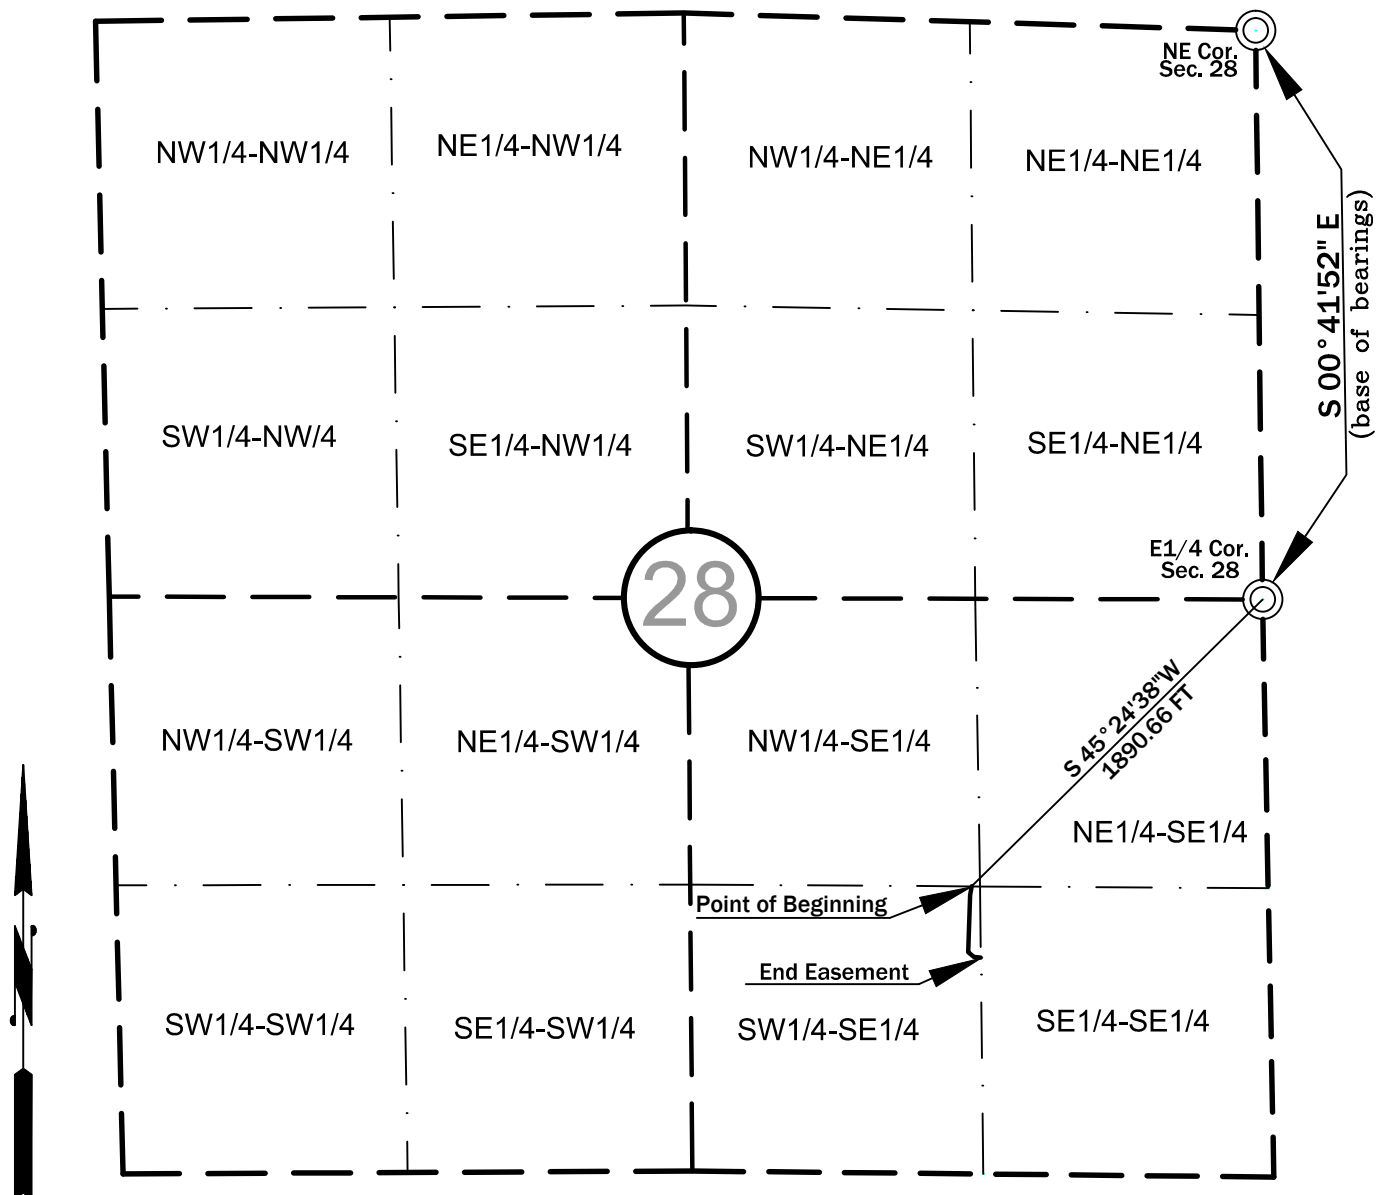 NE Cor.
Sec. 28
NW1/4-NW1/4
NE1/4-NW1/4
NW1/4-NE1/4
NE1/4-NE1/4
S 00°41'52" E
(base of bearings)
SW1/4-NW/4
SE1/4-NW1/4
SW1/4-NE1/4
SE1/4-NE1/4
E1/4 Cor.
Sec. 28
28
NW1/4-SW1/4
NE1/4-SW1/4
NW1/4-SE1/4
S 45°24'38"W
1890.66 FT
NE1/4-SE1/4
Point of Beginning
End Easement
N
SW1/4-SW1/4
SE1/4-SW1/4
SW1/4-SE1/4
SE1/4-SE1/4